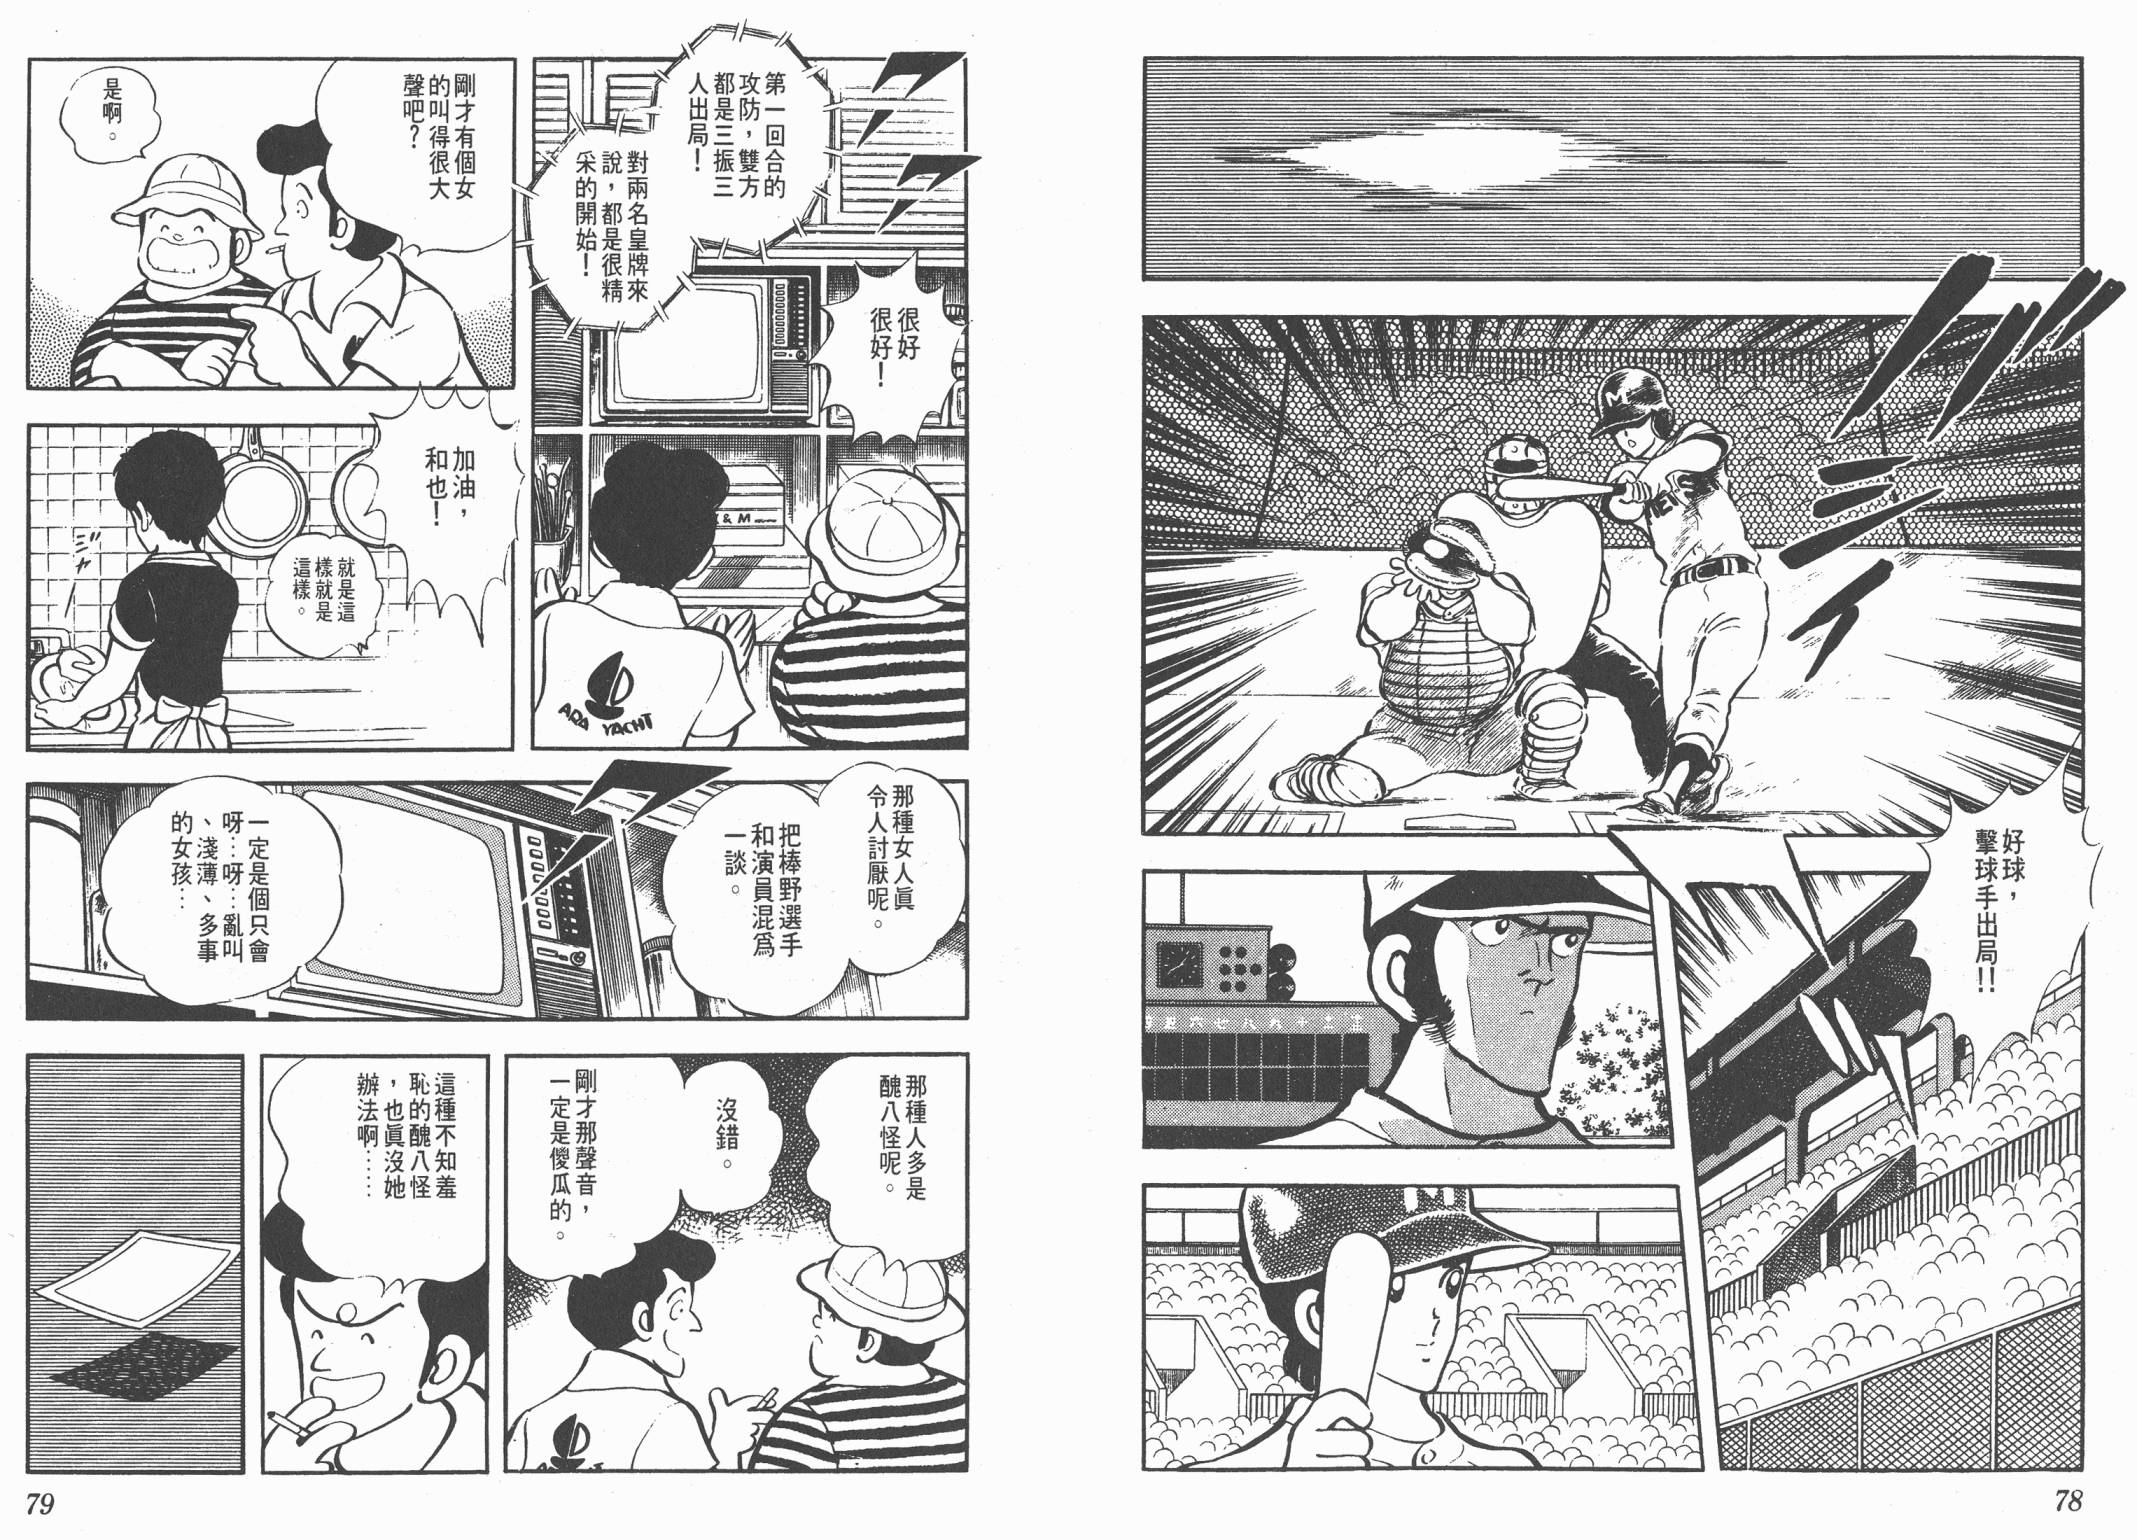 好球，
擊球手出局!!
M
MEISEI
M
78
第一回合的
攻防，雙方
都是三振三
人出局！
對兩名皇牌來
說，都是很精
采的開始！
很好
很好！
& M
ARA YACHT
剛才有個女
的叫得很大
聲吧？
是啊。
加油，
和也！
就是這
樣就是
這樣。
ジャ
那種女人眞
令人討厭呢。
把棒野選手
和演員混爲
一談。
一定是個只會
呀…呀…亂叫
、淺薄、多事
的女孩…
那種人多是
醜八怪呢。
沒錯。
剛才那聲音，
一定是傻瓜的。
這種不知羞
恥的醜八怪
，也眞沒她
辦法啊……
79